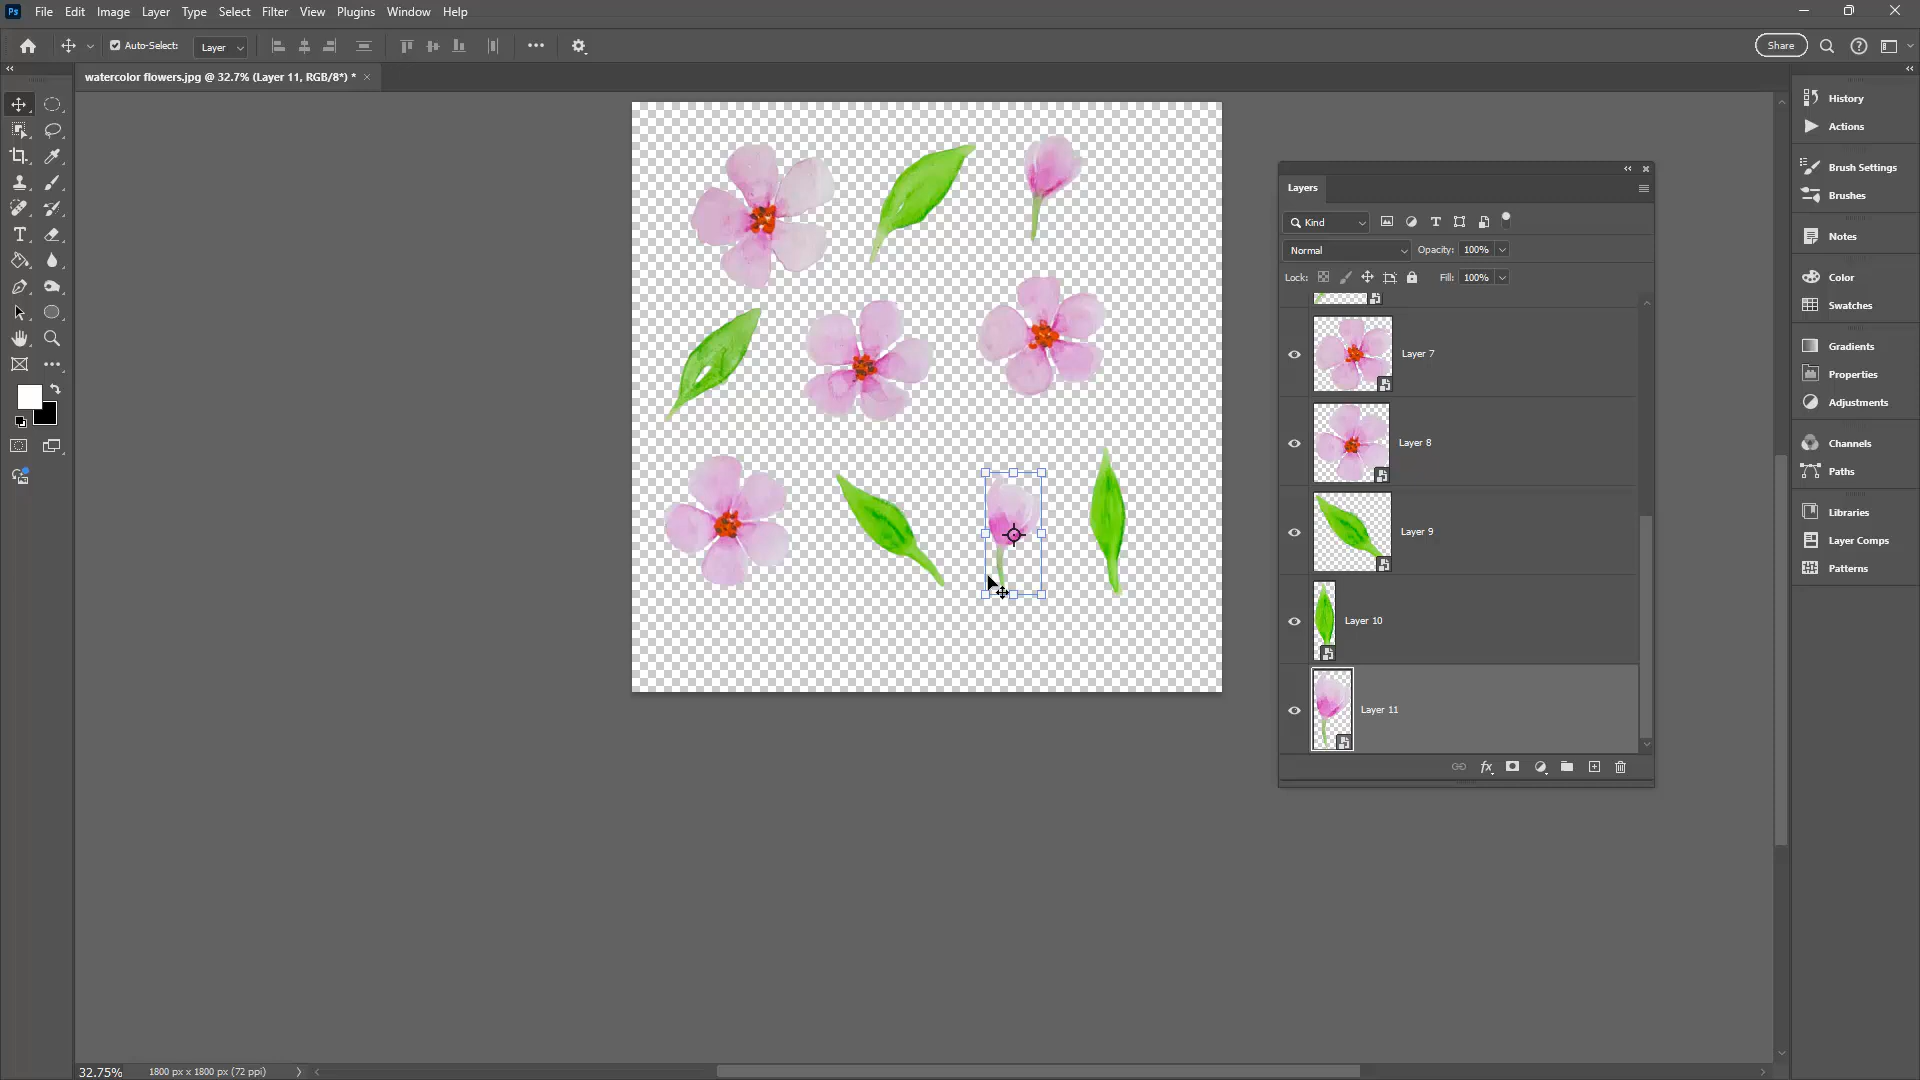 Ps File Edit Image Layer Type Select Filter View Plugins Window Help
Auto-Select: Layer Share
watercolor flowers.jpg @ 32.7% (Layer 11, RGB/8*) *
History
Actions
Brush Settings
Brushes
Notes
Color
Swatches
Gradients
Properties
Adjustments
Channels
Paths
Libraries
Layer Comps
Patterns
Layers
Kind
Normal Opacity: 100%
Lock: Fill: 100%
Layer 7
Layer 8
Layer 9
Layer 10
Layer 11
fx
32.75% 1800 px x 1800 px (72 ppi)